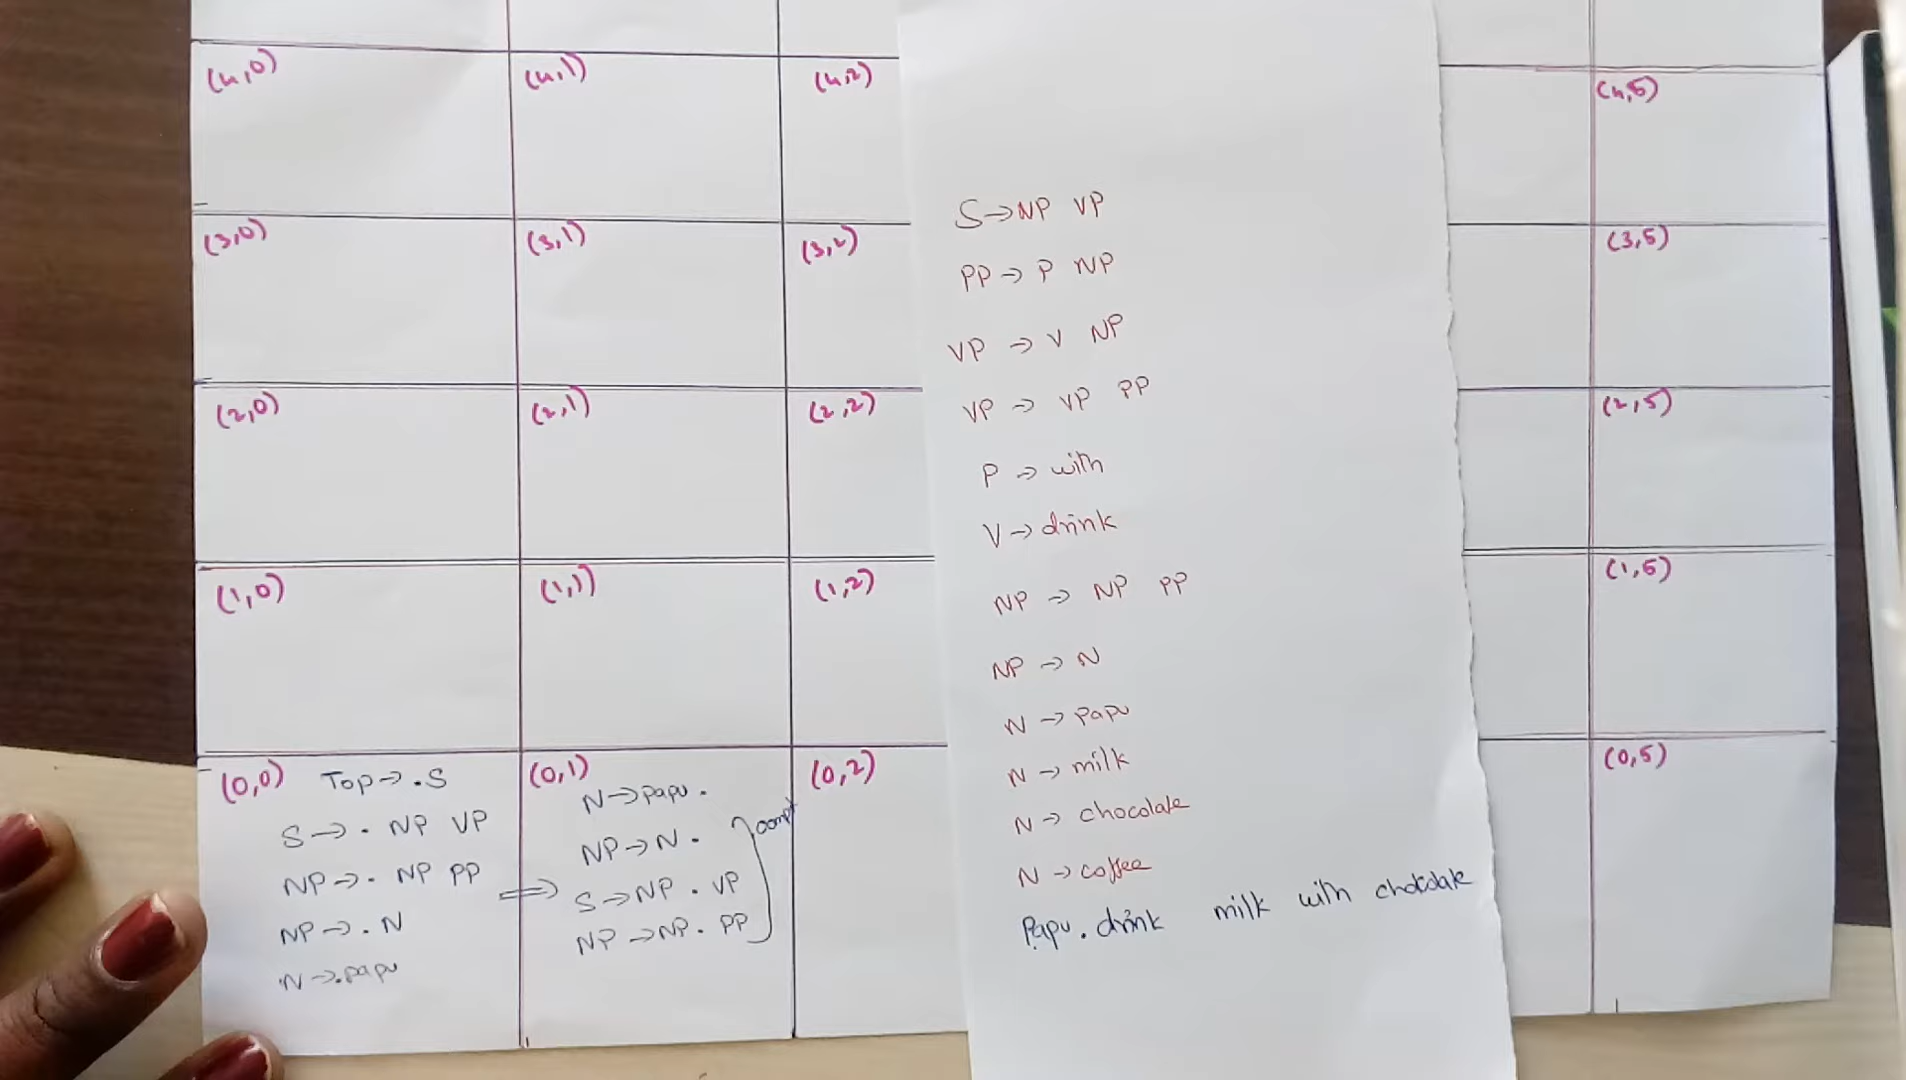 (4,0)
(4,1)
(4,2)
(4,5)
(3,0)
(3,1)
(3,2)
(3,5)
(2,0)
(2,1)
(2,2)
(2,5)
(1,0)
(1,1)
(1,2)
(1,5)
(0,0) Top→.S
S→. NP VP
NP→. NP PP
NP→. N
N→.papu
⇒
(0,1)
N→papu.
NP→N.
S→NP. VP
NP→NP. PP
(0,2)
(0,5)
S→NP VP
PP→P NP
VP→V NP
VP→VP PP
P→with
V→drink
NP→NP PP
NP→N
N→papu
N→milk
N→chocolate
N→coffee
Papu. drink milk with chocolate